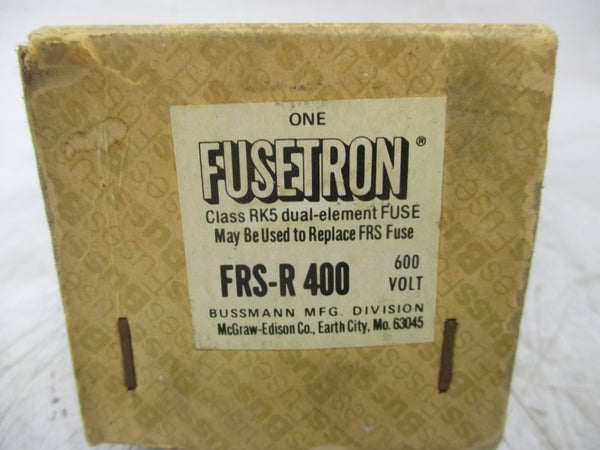 ONE
FUSETRON®
Class RK5 dual-element FUSE
May Be Used to Replace FRS Fuse
FRS-R 400 600 VOLT
BUSSMANN MFG. DIVISION
McGraw-Edison Co., Earth City, Mo. 63045